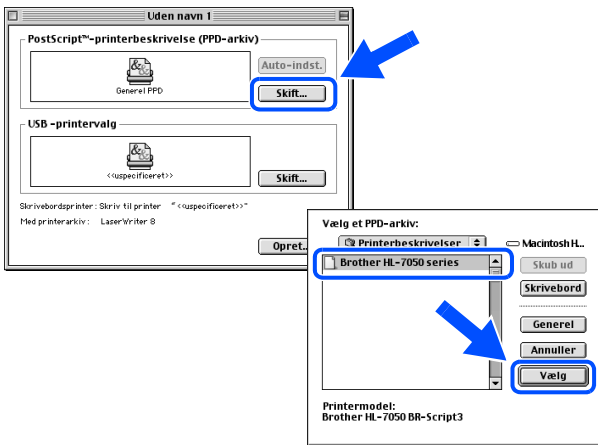 Uden navn 1
PostScript™-printerbeskrivelse (PPD-arkiv)
Generel PPD
Auto-indst.
Skift...
USB -printervalg
<<uspecificeret>>
Skift...
Skrivebordsprinter: Skriv til printer "<<uspecificeret>>"
Med printerarkiv: LaserWriter 8
Opret..
Vælg et PPD-arkiv:
Printerbeskrivelser
Macintosh H...
Brother HL-7050 series
Skub ud
Skrivebord
Generel
Annuller
Vælg
Printermodel:
Brother HL-7050 BR-Script3